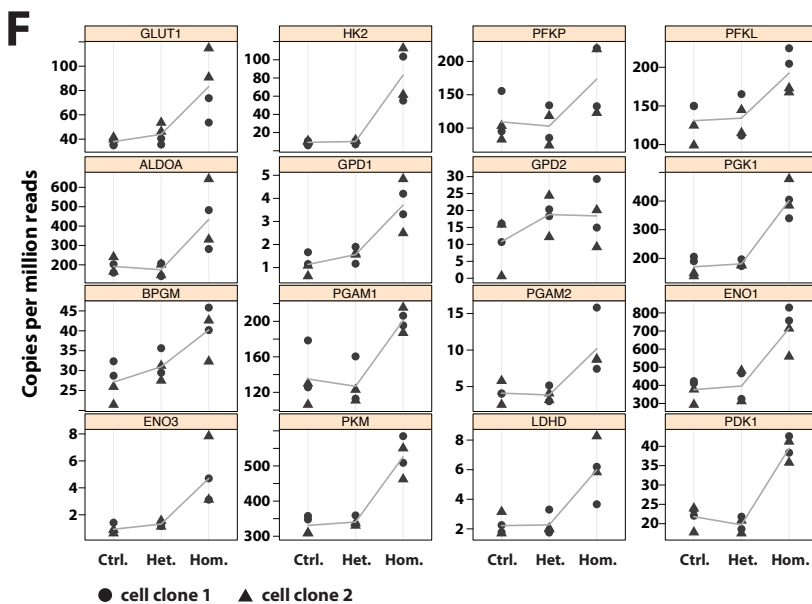 F
GLUT1 HK2 PFKP PFKL
100 80 60 40
100 80 60 40 20
200 150 100
200 150 100
ALDOA GPD1 GPD2 PGK1
600 500 400 300 200
5 4 3 2 1
30 25 20 15 10 5 0
400 200
BPGM PGAM1 PGAM2 ENO1
45 40 35 30 25
200 160 120
15 10 5
800 700 600 500 400 300
ENO3 PKM LDHD PDK1
8 6 4 2
500 400 300
8 6 4 2
40 35 30 25 20
Copies per million reads
Ctrl. Het. Hom. Ctrl. Het. Hom. Ctrl. Het. Hom. Ctrl. Het. Hom.
cell clone 1 cell clone 2